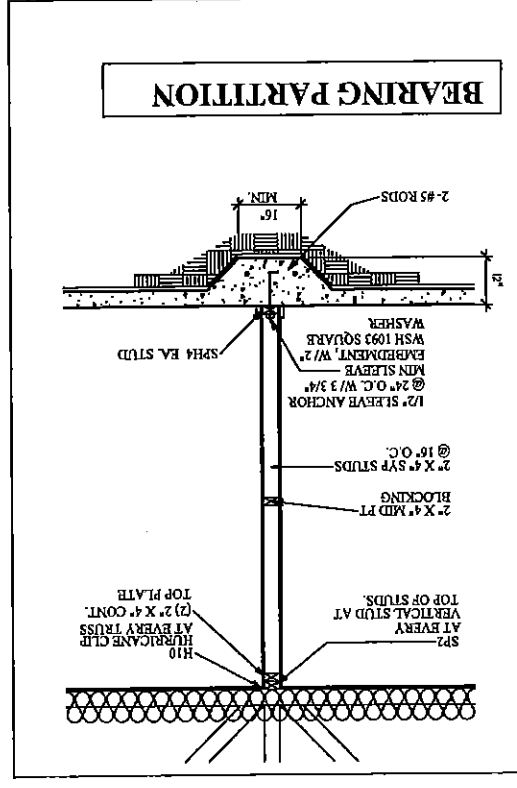 SP2
AT EVERY
VERTICAL STUD AT
TOP OF STUDS.
H10
HURRICANE CLIP
AT EVERY TRUSS
(2) 2" X 4" CONT.
TOP PLATE
2" X 4" MID PT
BLOCKING
2" X 4" SYP STUDS
@ 16" O.C.
1/2" SLEEVE ANCHOR
@ 24" O.C. W/ 3 3/4"
MIN SLEEVE
EMBEDMENT, W/ 2"
WSH 1093 SQUARE
WASHER
SPH4 EA. STUD
12"
2-#5 RODS
16"
MIN.
BEARING PARTITION